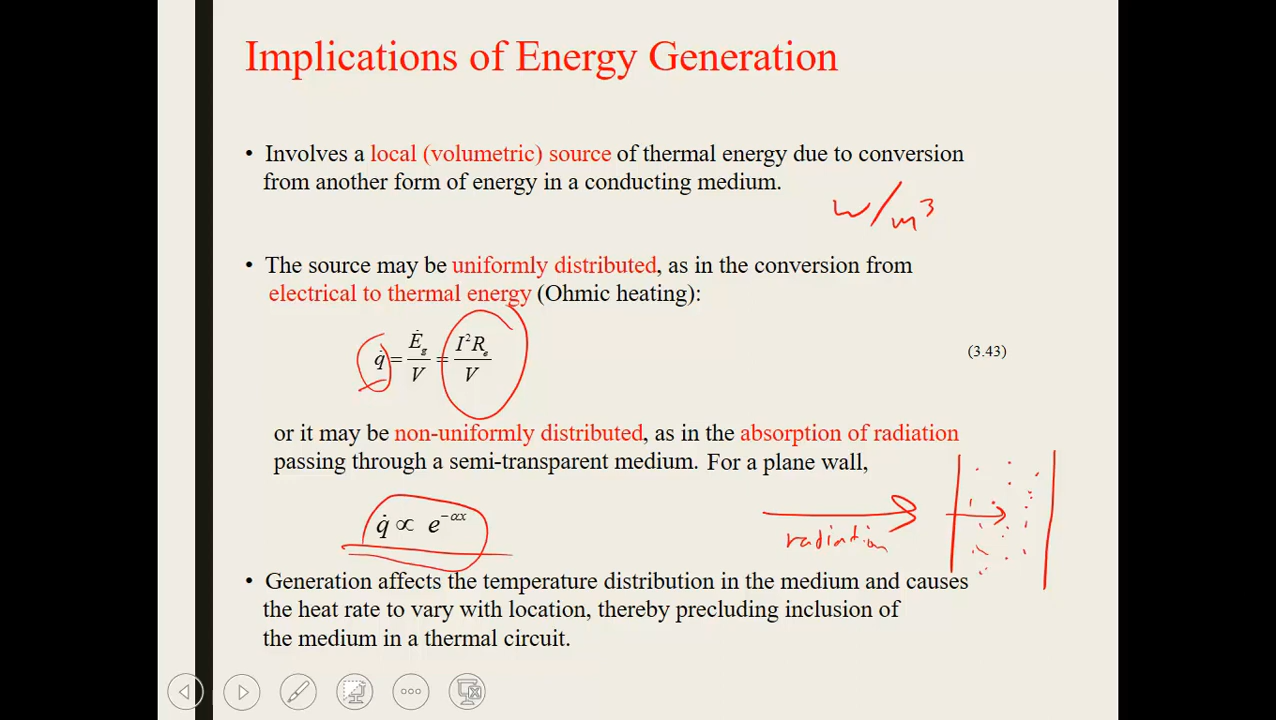 Implications of Energy Generation
• Involves a local (volumetric) source of thermal energy due to conversion
from another form of energy in a conducting medium.
W/m³
• The source may be uniformly distributed, as in the conversion from
electrical to thermal energy (Ohmic heating):
q̇ = Ė_g / V = I²R_e / V (3.43)
or it may be non-uniformly distributed, as in the absorption of radiation
passing through a semi-transparent medium. For a plane wall,
q̇ ∝ e^{-αx}
radiation
• Generation affects the temperature distribution in the medium and causes
the heat rate to vary with location, thereby precluding inclusion of
the medium in a thermal circuit.